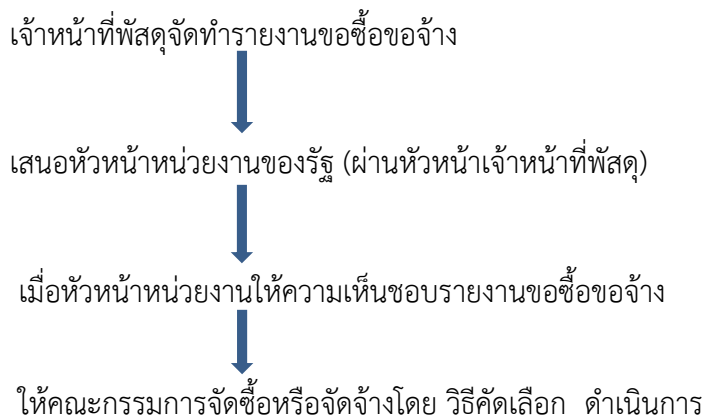 เจ้าหน้าที่พัสดุจัดทำรายงานขอซื้อขอจ้าง
เสนอหัวหน้าหน่วยงานของรัฐ (ผ่านหัวหน้าเจ้าหน้าที่พัสดุ)
เมื่อหัวหน้าหน่วยงานให้ความเห็นชอบรายงานขอซื้อขอจ้าง
ให้คณะกรรมการจัดซื้อหรือจัดจ้างโดย วิธีคัดเลือก ดำเนินการ